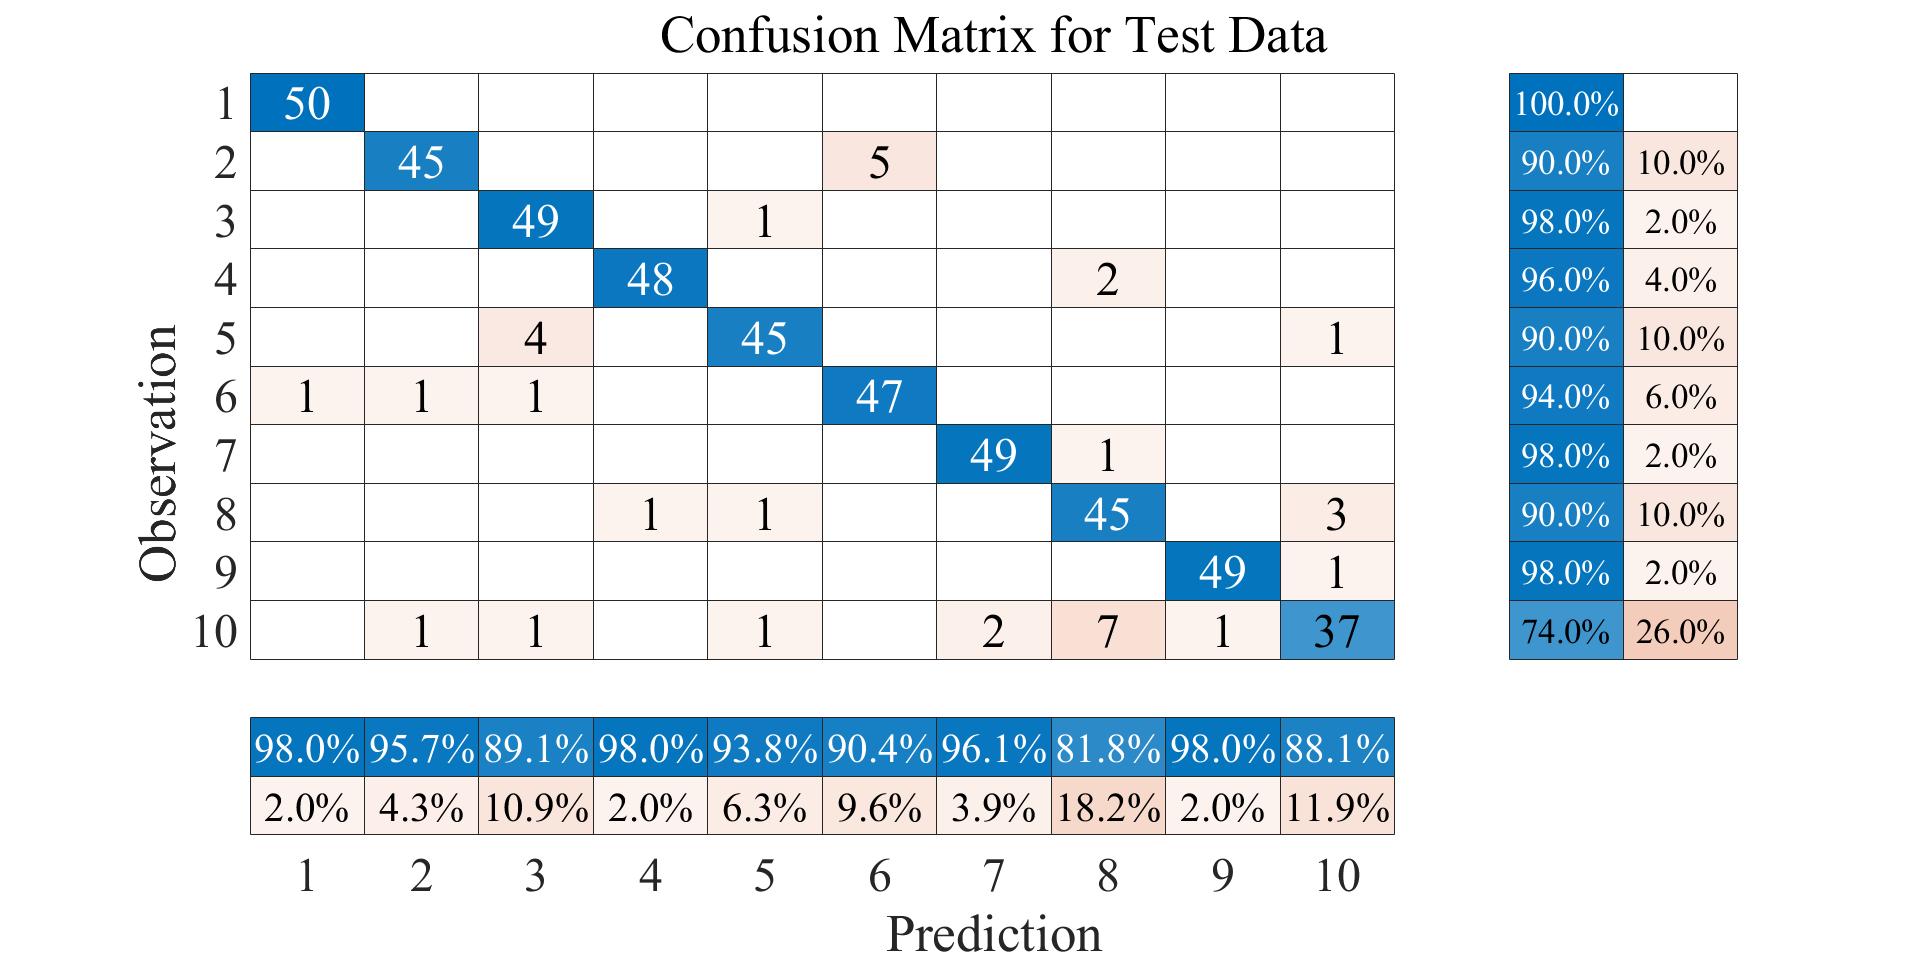 Confusion Matrix for Test Data
1 50 100.0%
2 45 5 90.0% 10.0%
3 49 1 98.0% 2.0%
4 48 2 96.0% 4.0%
5 4 45 1 90.0% 10.0%
6 1 1 1 47 94.0% 6.0%
7 49 1 98.0% 2.0%
8 1 1 45 3 90.0% 10.0%
9 49 1 98.0% 2.0%
10 1 1 1 2 7 1 37 74.0% 26.0%
Observation
98.0% 95.7% 89.1% 98.0% 93.8% 90.4% 96.1% 81.8% 98.0% 88.1%
2.0% 4.3% 10.9% 2.0% 6.3% 9.6% 3.9% 18.2% 2.0% 11.9%
1 2 3 4 5 6 7 8 9 10
Prediction